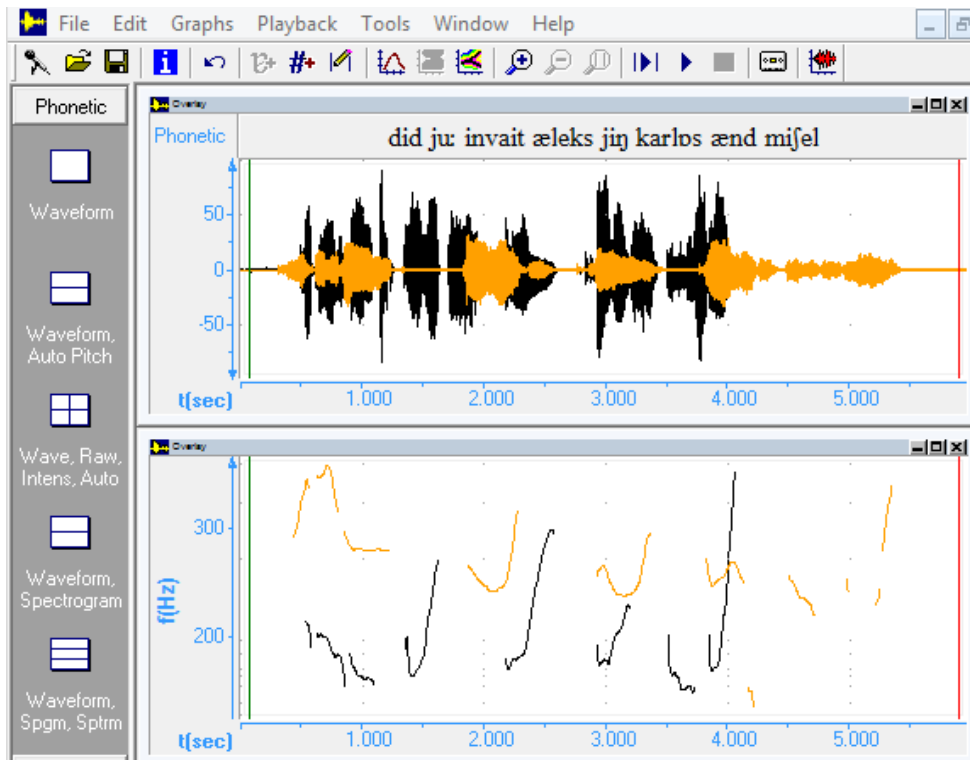 File Edit Graphs Playback Tools Window Help
Phonetic
Waveform
Waveform,
Auto Pitch
Wave, Raw,
Intens, Auto
Waveform,
Spectrogram
Waveform,
Spgm, Sptrm
Overlay
Phonetic
did ju: invait æleks jiŋ karlɒs ænd miʃel
50
0
-50
t(sec) 1.000 2.000 3.000 4.000 5.000
Overlay
300
f(Hz)
200
t(sec) 1.000 2.000 3.000 4.000 5.000